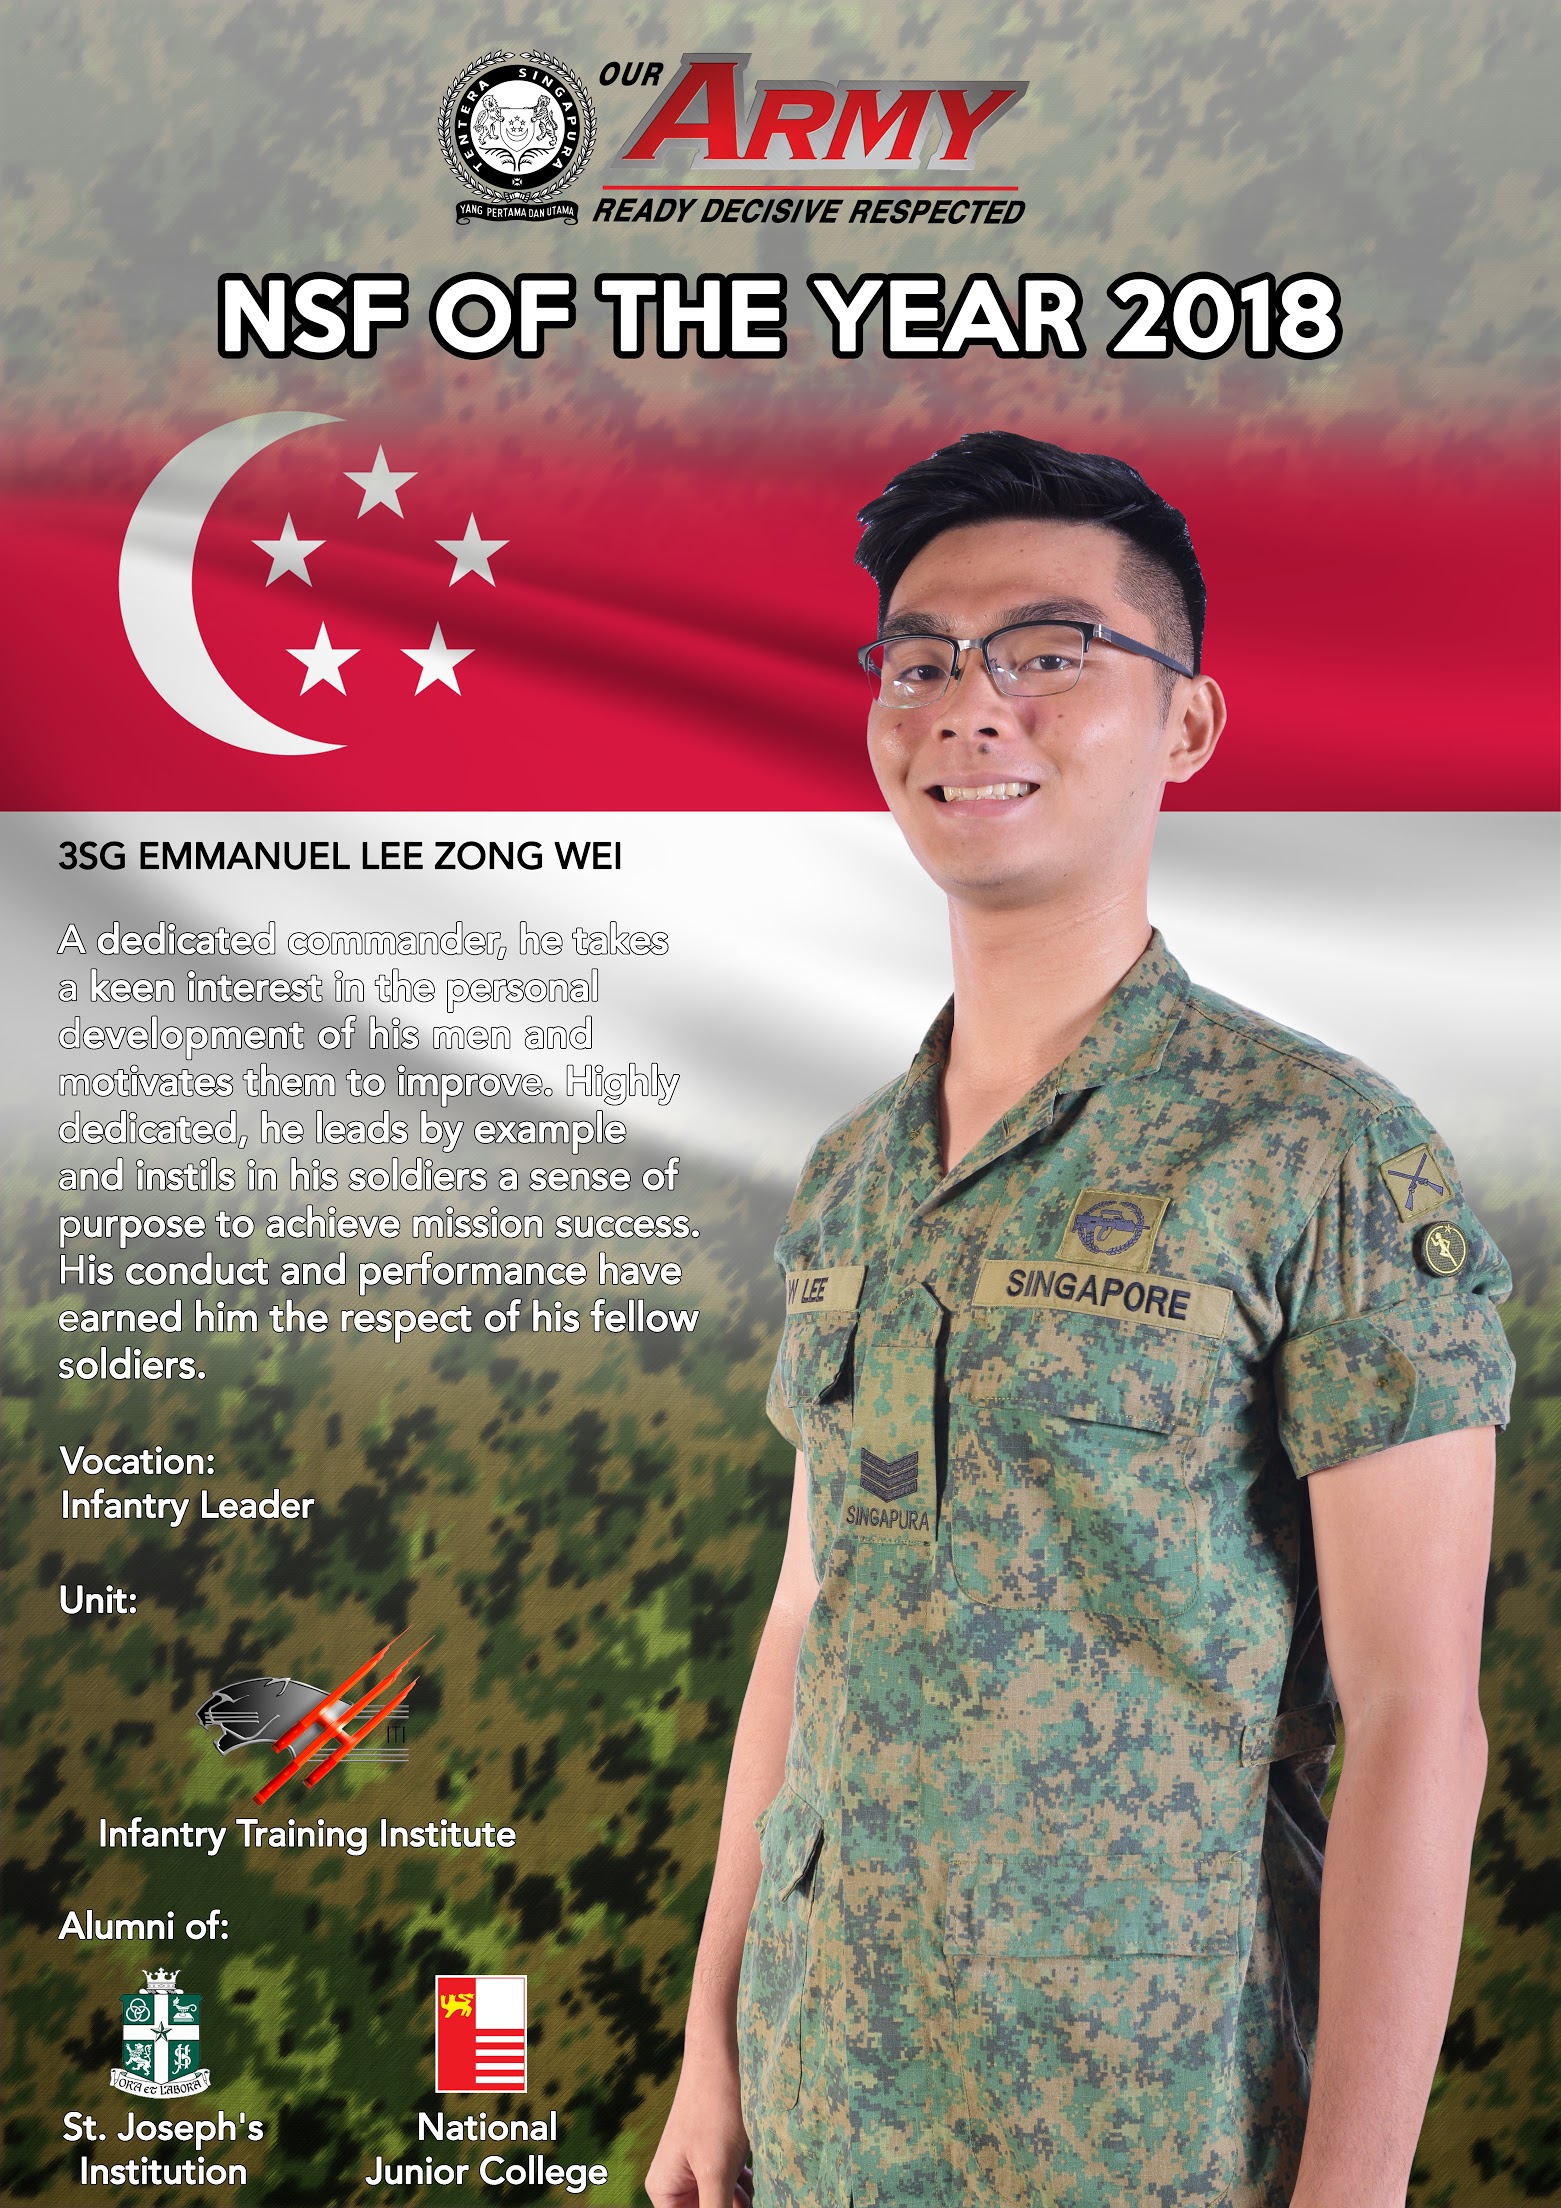 TENTERA SINGAPURA
YANG PERTAMA DAN UTAMA
OUR ARMY
READY DECISIVE RESPECTED
NSF OF THE YEAR 2018
3SG EMMANUEL LEE ZONG WEI
A dedicated commander, he takes
a keen interest in the personal
development of his men and
motivates them to improve. Highly
dedicated, he leads by example
and instils in his soldiers a sense of
purpose to achieve mission success.
His conduct and performance have
earned him the respect of his fellow
soldiers.
W LEE
SINGAPORE
SINGAPURA
Vocation:
Infantry Leader
Unit:
ITI
Infantry Training Institute
Alumni of:
ORA ET LABORA
St. Joseph's
Institution
National
Junior College